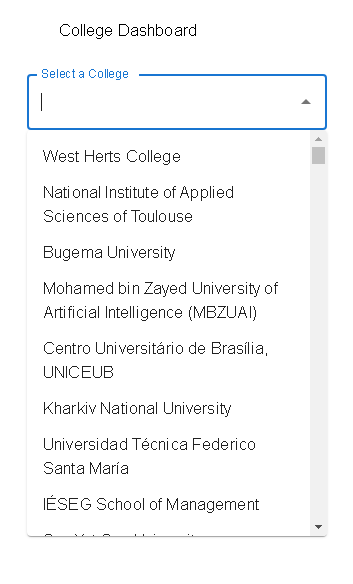 College Dashboard
Select a College
West Herts College
National Institute of Applied
Sciences of Toulouse
Bugema University
Mohamed bin Zayed University of
Artificial Intelligence (MBZUAI)
Centro Universitário de Brasília,
UNICEUB
Kharkiv National University
Universidad Técnica Federico
Santa María
IÉSEG School of Management